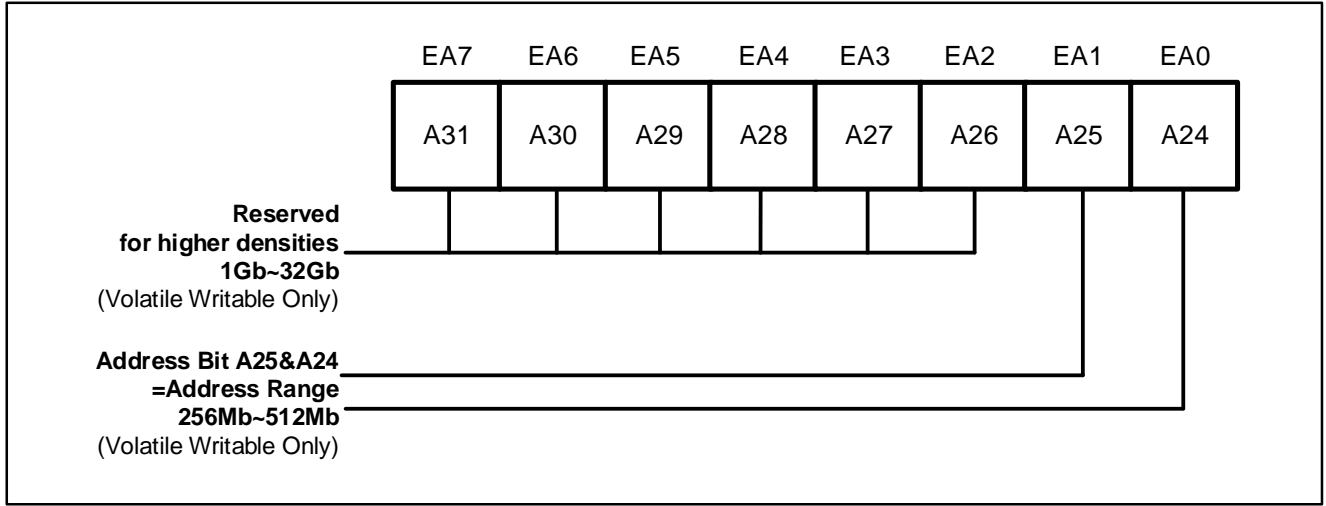 EA7 EA6 EA5 EA4 EA3 EA2 EA1 EA0
A31 A30 A29 A28 A27 A26 A25 A24
Reserved
for higher densities
1Gb~32Gb
(Volatile Writable Only)
Address Bit A25&A24
=Address Range
256Mb~512Mb
(Volatile Writable Only)